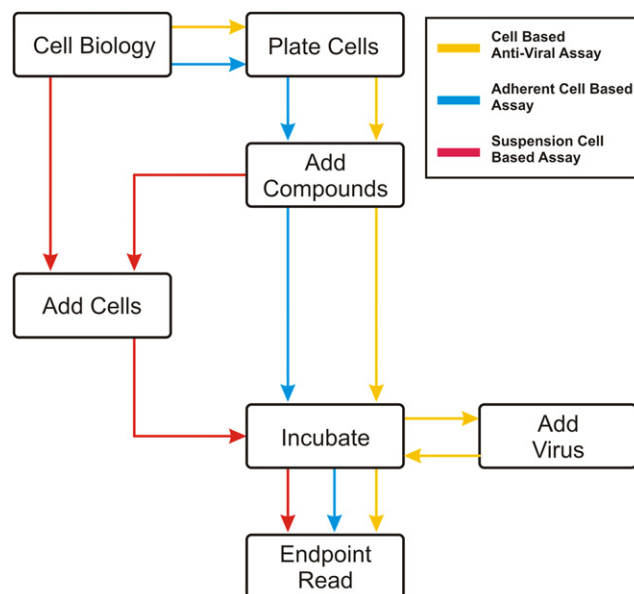 Cell Biology
Plate Cells
Cell Based
Anti-Viral Assay
Adherent Cell Based
Assay
Suspension Cell
Based Assay
Add
Compounds
Add Cells
Incubate
Add
Virus
Endpoint
Read